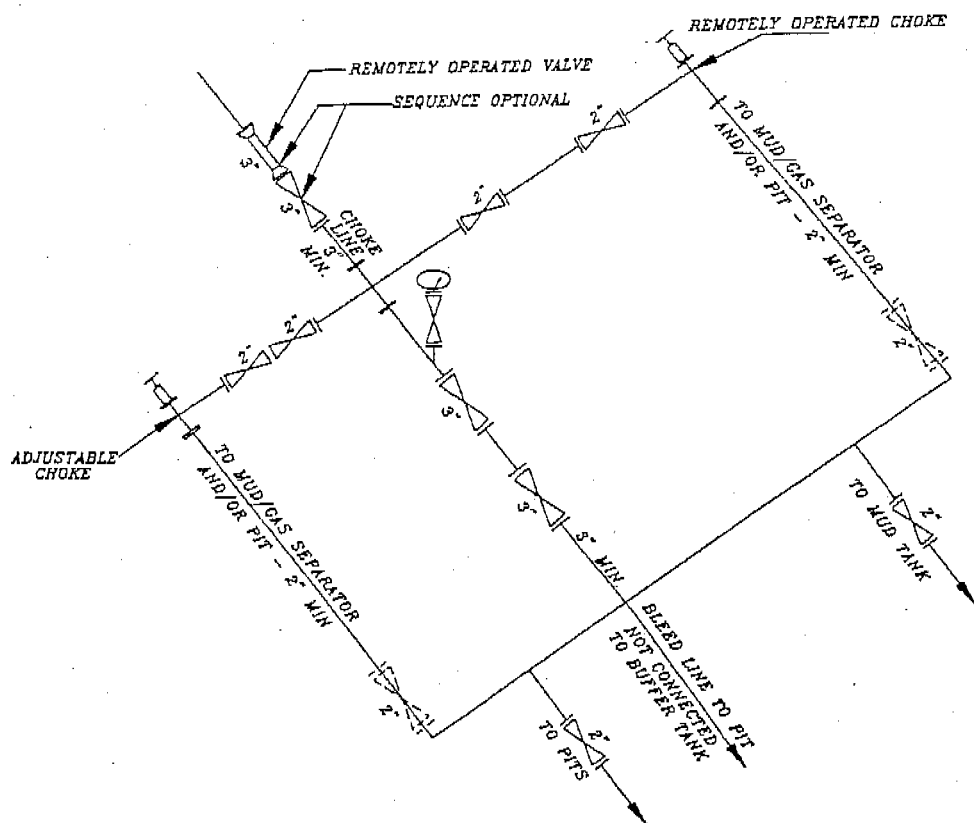 REMOTELY OPERATED CHOKE
REMOTELY OPERATED VALVE
SEQUENCE OPTIONAL
3"
3"
CHOKE
LINE
3"
MIN.
2"
2"
TO MUD/GAS SEPARATOR
AND/OR PIT - 2" MIN
2"
2"
2"
3"
3"
3" MIN.
ADJUSTABLE
CHOKE
TO MUD/GAS SEPARATOR
AND/OR PIT - 2" MIN
2"
2"
TO MUD TANK
BLEED LINE TO PIT
NOT CONNECTED
TO BUFFER TANK
2"
TO PITS